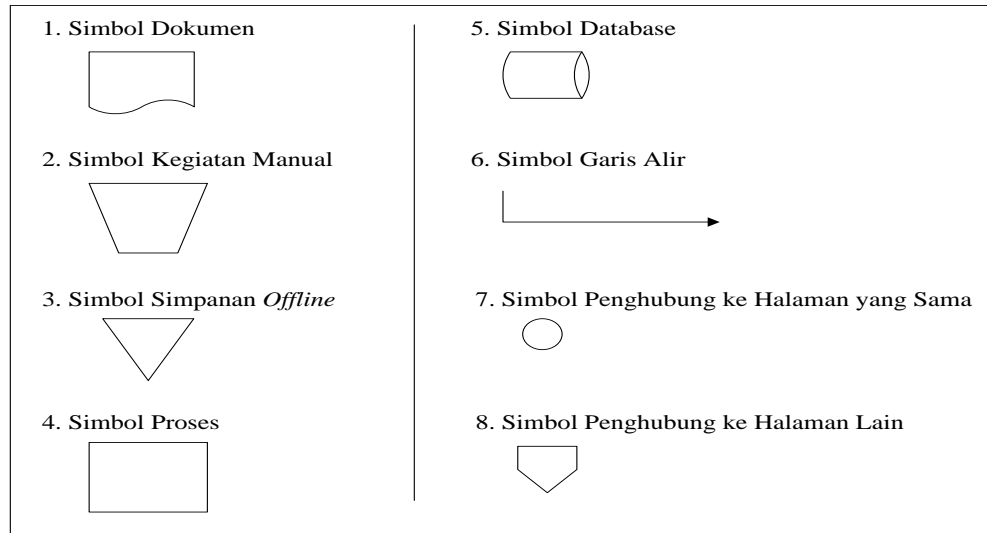 1. Simbol Dokumen
2. Simbol Kegiatan Manual
3. Simbol Simpanan Offline
4. Simbol Proses
5. Simbol Database
6. Simbol Garis Alir
7. Simbol Penghubung ke Halaman yang Sama
8. Simbol Penghubung ke Halaman Lain